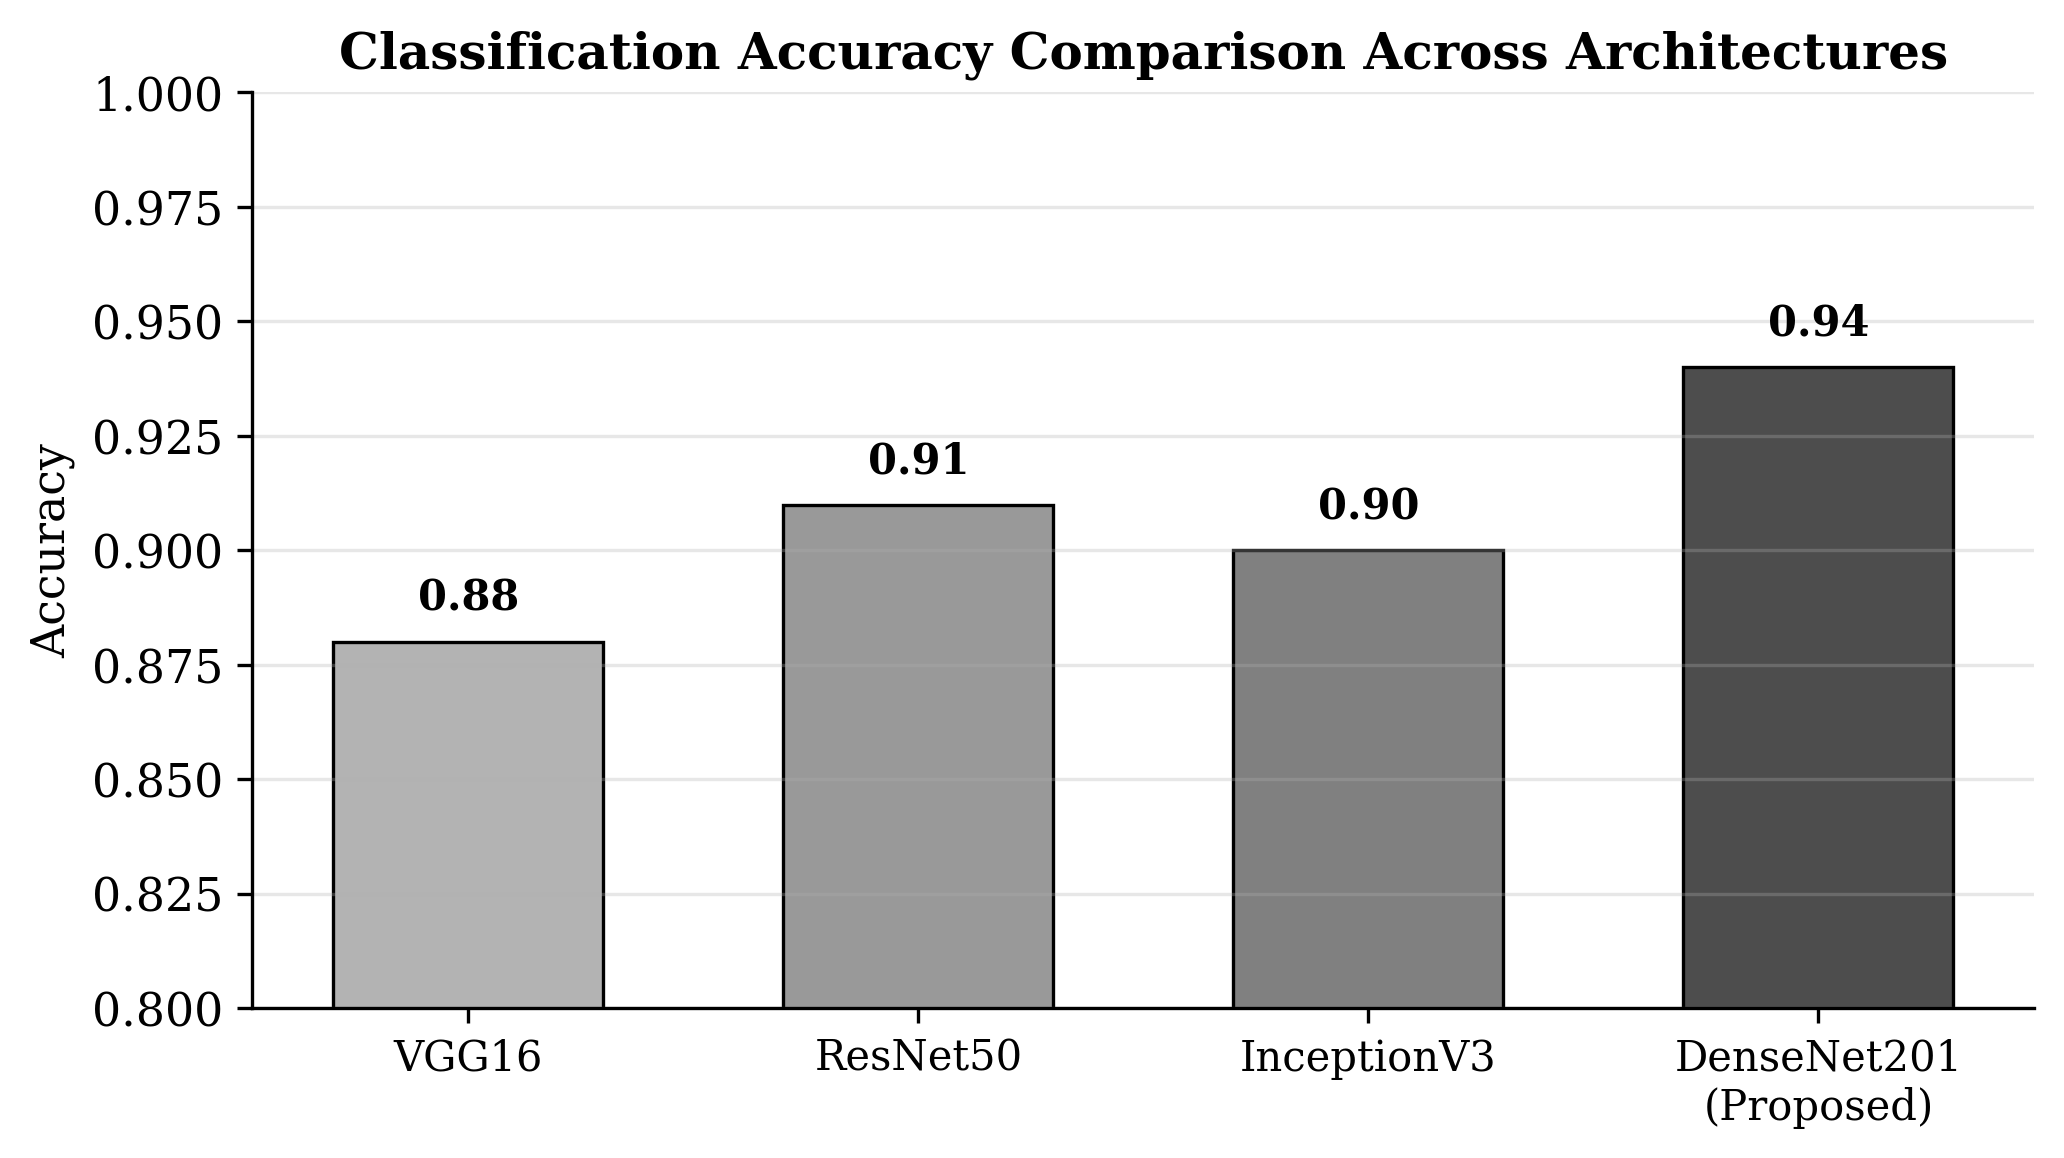 Classification Accuracy Comparison Across Architectures
1.000
0.975
0.950
0.925
0.900
0.875
0.850
0.825
0.800
Accuracy
0.88
0.91
0.90
0.94
VGG16
ResNet50
InceptionV3
DenseNet201
(Proposed)